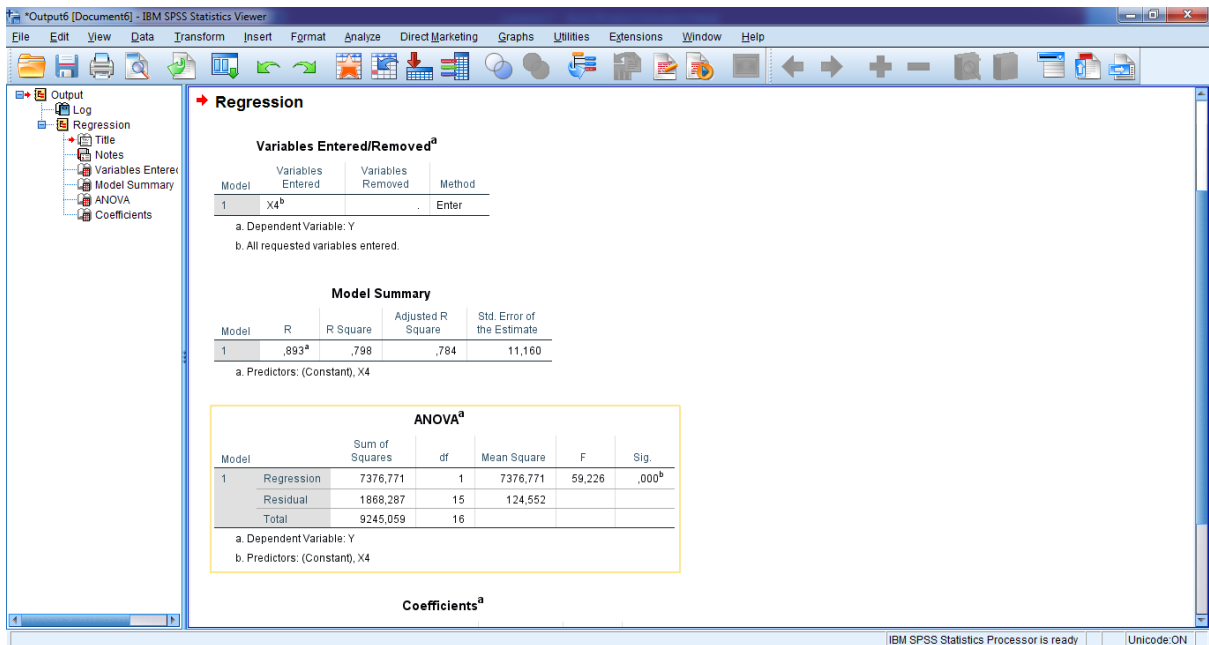 *Output6 [Document6] - IBM SPSS Statistics Viewer
File Edit View Data Transform Insert Format Analyze Direct Marketing Graphs Utilities Extensions Window Help
Output
Log
Regression
Title
Notes
Variables Entered
Model Summary
ANOVA
Coefficients
Regression
Variables Entered/Removedᵃ
Model Variables Entered Variables Removed Method
1 X4ᵇ . Enter
a. Dependent Variable: Y
b. All requested variables entered.
Model Summary
Model R R Square Adjusted R Square Std. Error of the Estimate
1 ,893ᵃ ,798 ,784 11,160
a. Predictors: (Constant), X4
ANOVAᵃ
Model Sum of Squares df Mean Square F Sig.
1 Regression 7376,771 1 7376,771 59,226 ,000ᵇ
Residual 1868,287 15 124,552
Total 9245,059 16
a. Dependent Variable: Y
b. Predictors: (Constant), X4
Coefficientsᵃ
IBM SPSS Statistics Processor is ready Unicode:ON